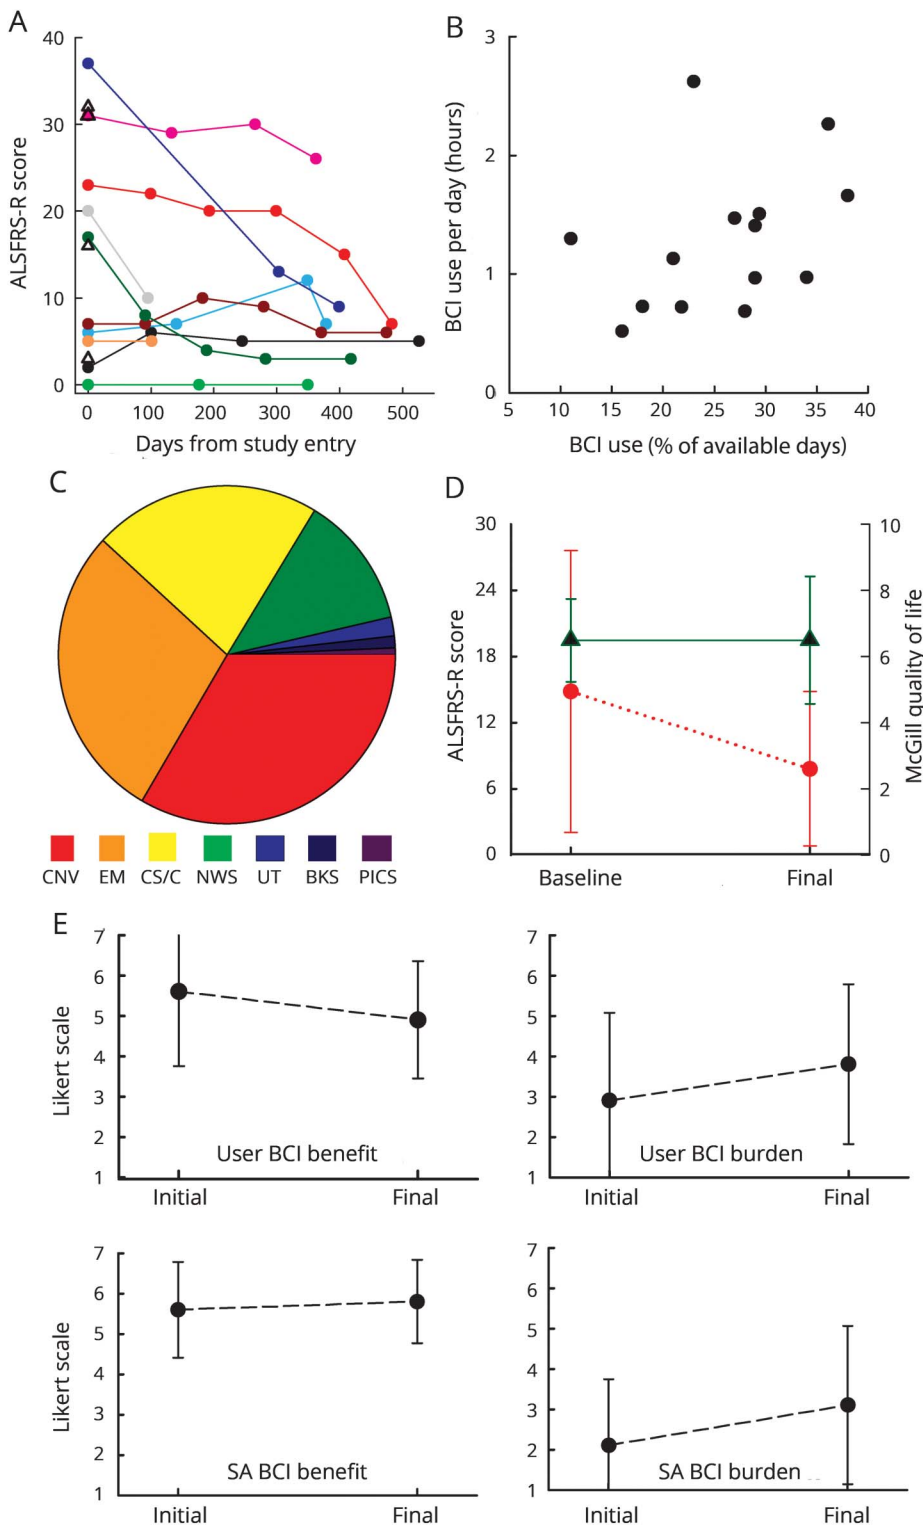 A
ALSFRS-R score
40
30
20
10
0
0 100 200 300 400 500
Days from study entry
B
BCI use per day (hours)
3
2
1
0
5 10 15 20 25 30 35 40
BCI use (% of available days)
C
CNV EM CS/C NWS UT BKS PICS
D
ALSFRS-R score
30
24
18
12
6
0
10
8
6
4
2
0
McGill quality of life
Baseline Final
E
Likert scale
7
6
5
4
3
2
1
User BCI benefit
Initial Final
7
6
5
4
3
2
1
User BCI burden
Initial Final
Likert scale
7
6
5
4
3
2
1
SA BCI benefit
Initial Final
7
6
5
4
3
2
1
SA BCI burden
Initial Final